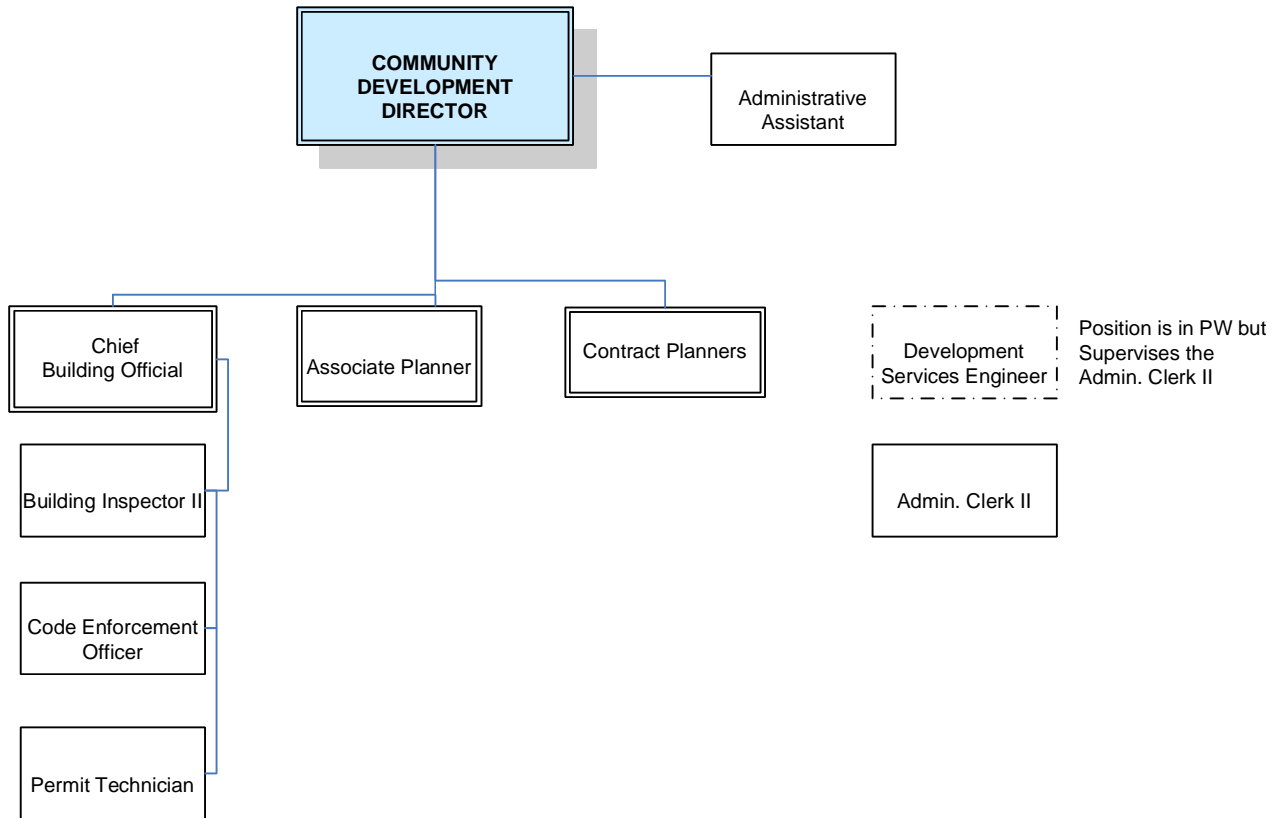 COMMUNITY
DEVELOPMENT
DIRECTOR
Administrative
Assistant
Chief
Building Official
Associate Planner
Contract Planners
Development
Services Engineer
Position is in PW but
Supervises the
Admin. Clerk II
Building Inspector II
Admin. Clerk II
Code Enforcement
Officer
Permit Technician